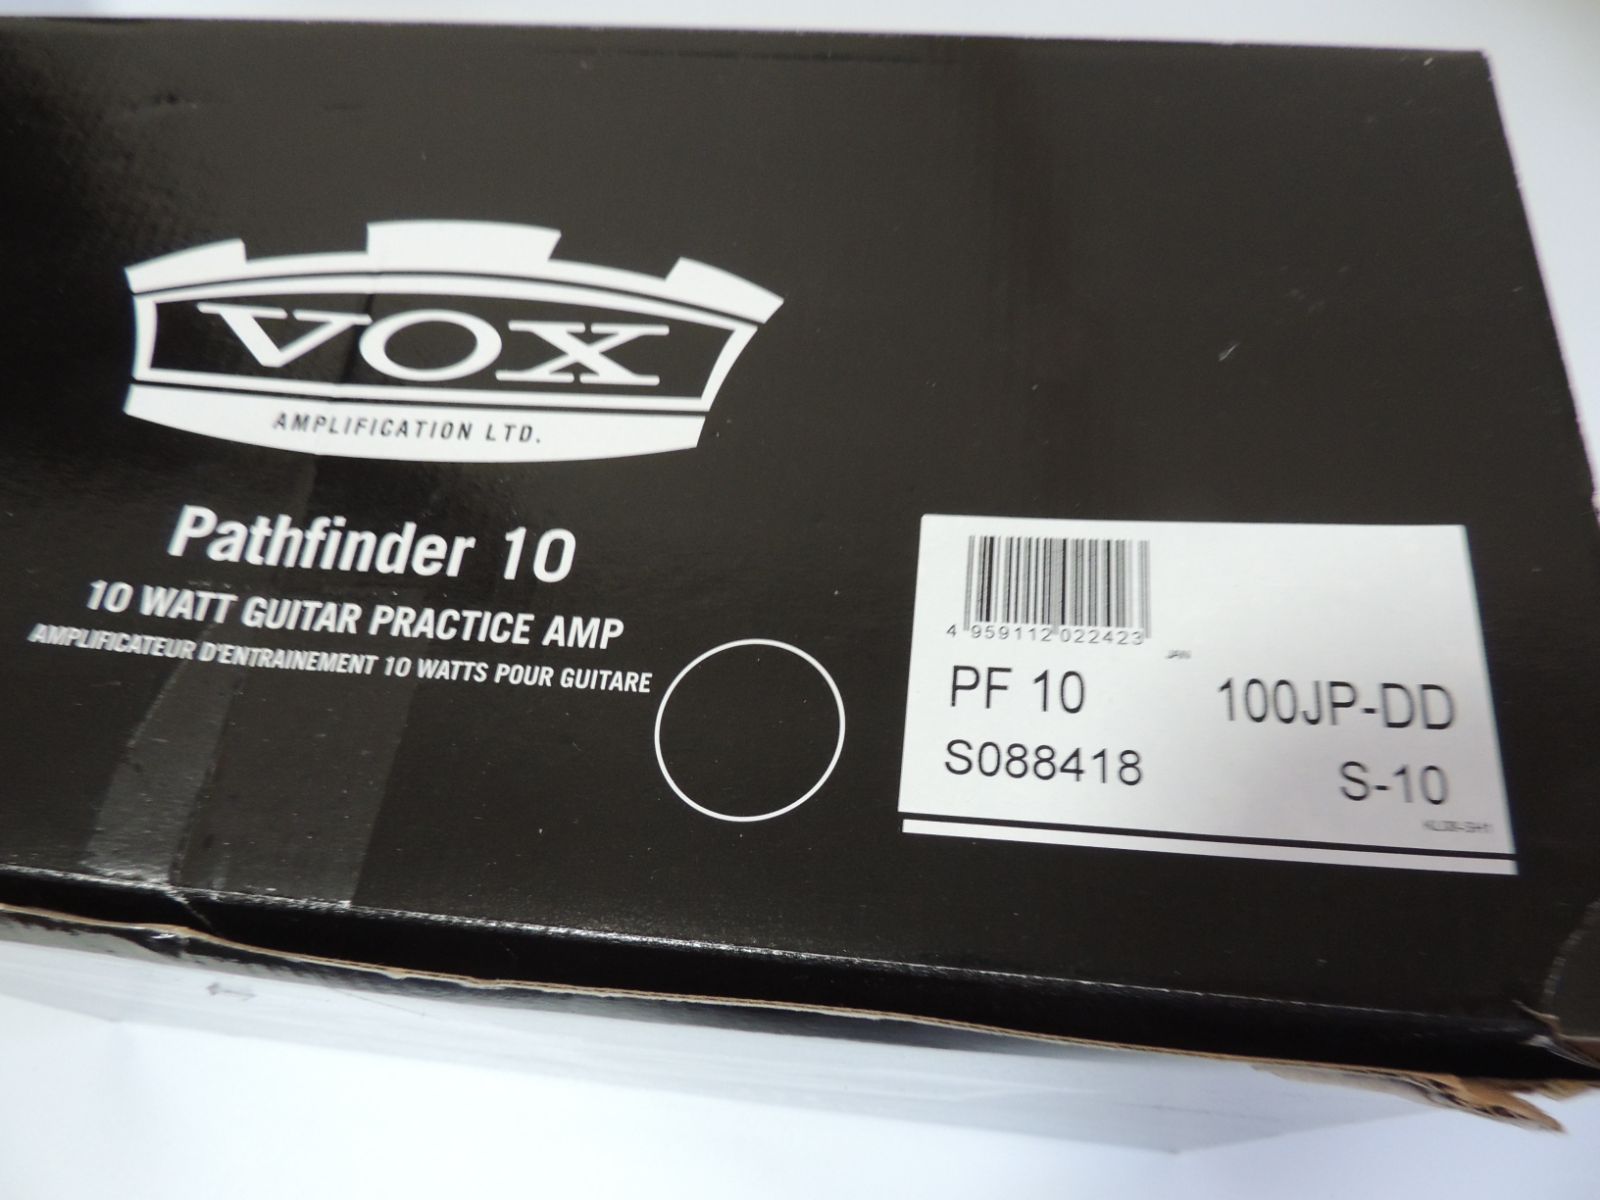 VOX
AMPLIFICATION LTD.
Pathfinder 10
10 WATT GUITAR PRACTICE AMP
AMPLIFICATEUR D'ENTRAINEMENT 10 WATTS POUR GUITARE
4 959112 022423
JAN
PF 10 100JP-DD
S088418 S-10